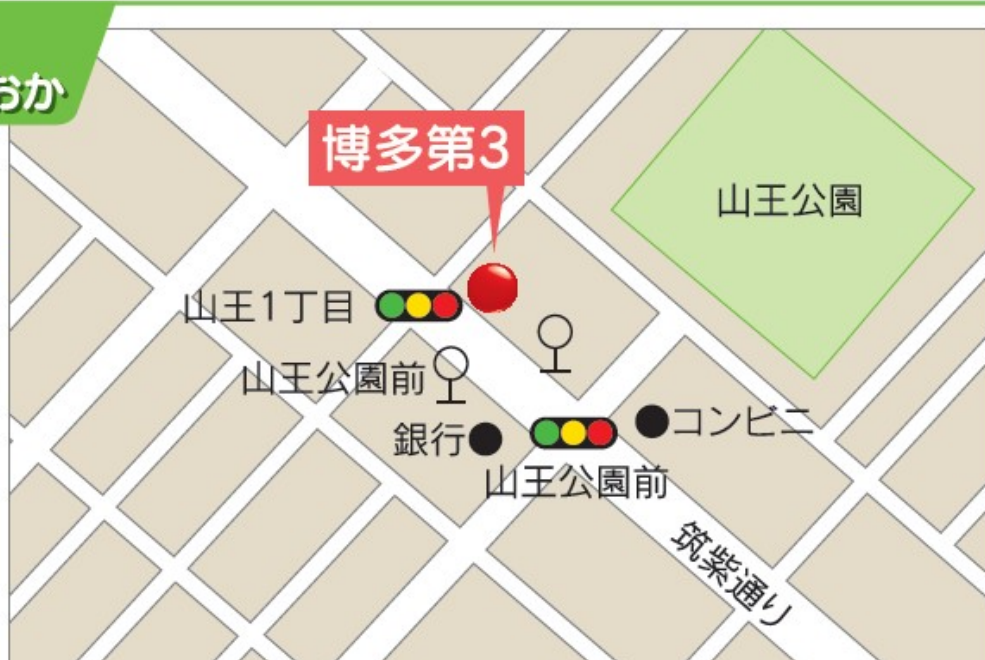 おか
博多第3
山王公園
山王1丁目
山王公園前
銀行
コンビニ
山王公園前
筑紫通り